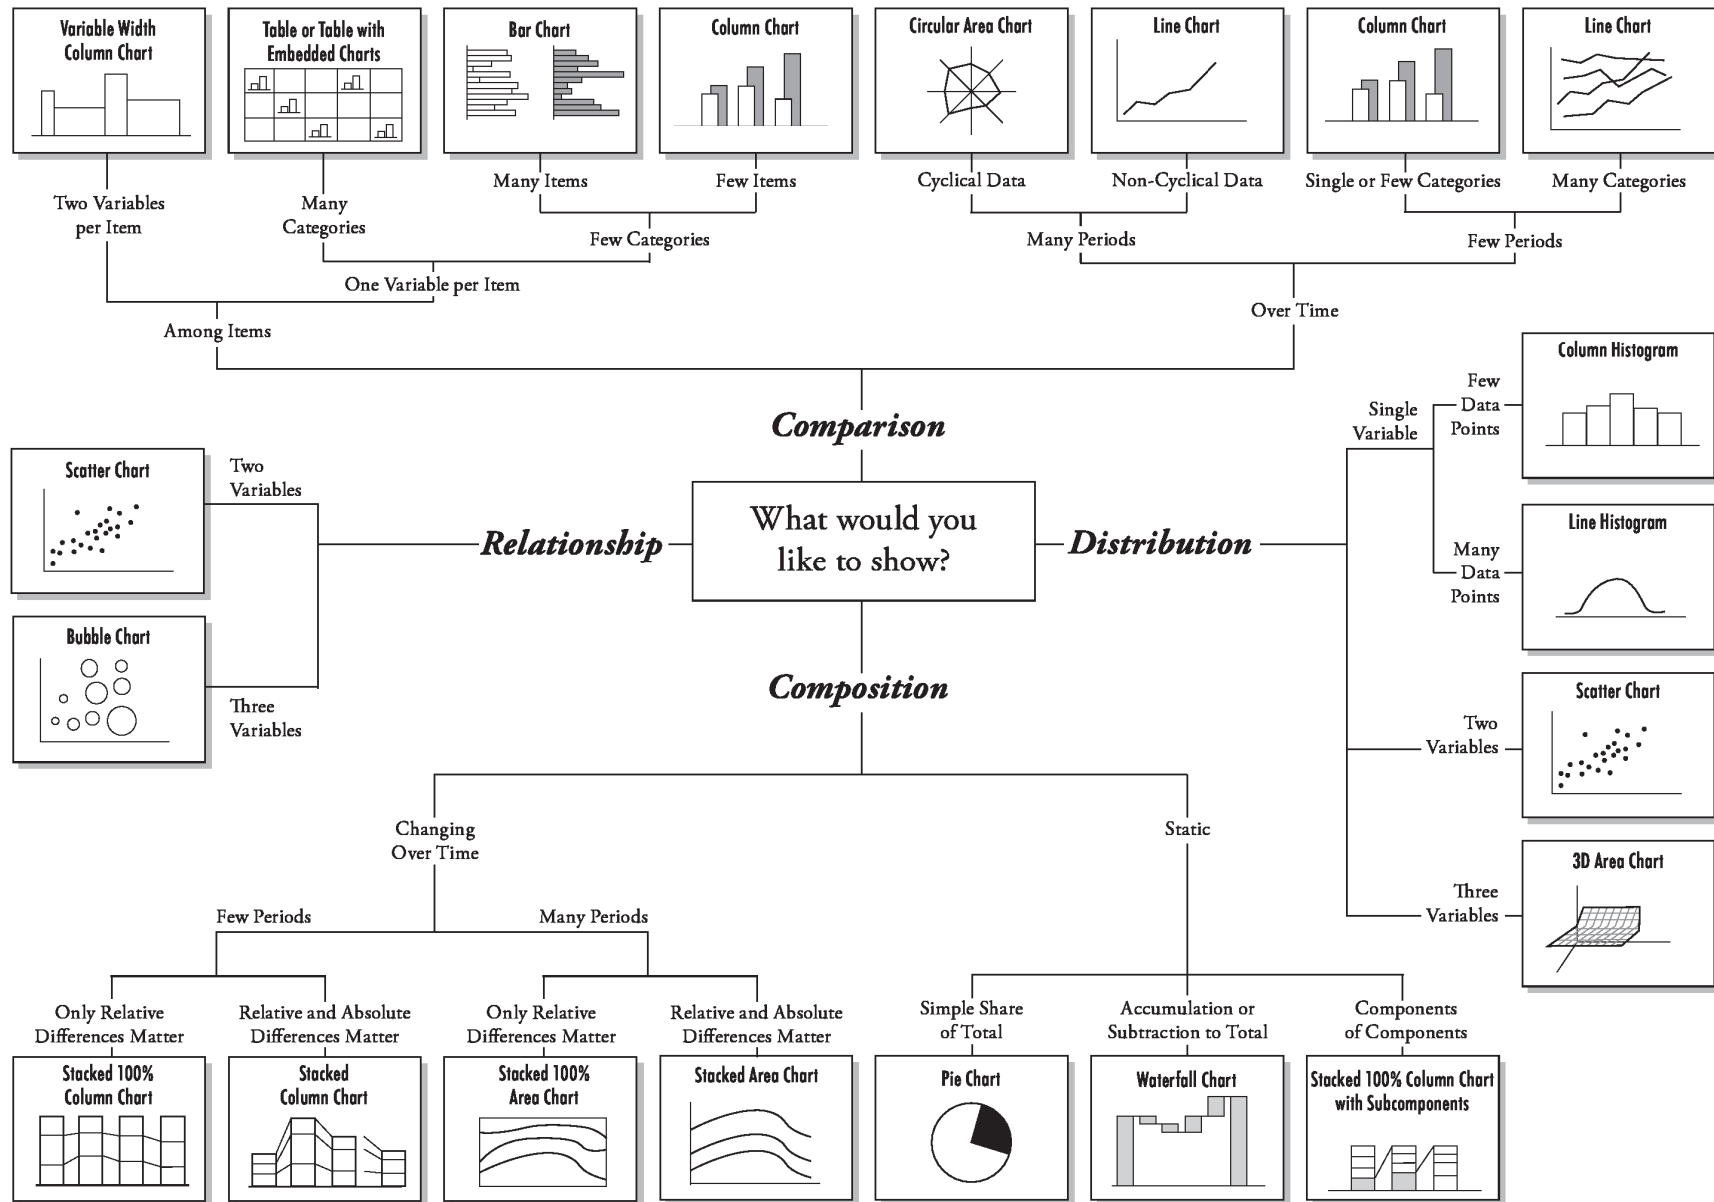 Variable Width
Column Chart
Table or Table with
Embedded Charts
Bar Chart
Column Chart
Circular Area Chart
Line Chart
Column Chart
Line Chart
Two Variables
per Item
Many
Categories
Many Items
Few Items
Cyclical Data
Non-Cyclical Data
Single or Few Categories
Many Categories
Few Categories
Many Periods
Few Periods
One Variable per Item
Over Time
Among Items
Comparison
Relationship
What would you
like to show?
Distribution
Composition
Scatter Chart
Two
Variables
Bubble Chart
Three
Variables
Single
Variable
Few
Data
Points
Column Histogram
Many
Data
Points
Line Histogram
Two
Variables
Scatter Chart
Three
Variables
3D Area Chart
Changing
Over Time
Static
Few Periods
Many Periods
Only Relative
Differences Matter
Relative and Absolute
Differences Matter
Only Relative
Differences Matter
Relative and Absolute
Differences Matter
Simple Share
of Total
Accumulation or
Subtraction to Total
Components
of Components
Stacked 100%
Column Chart
Stacked
Column Chart
Stacked 100%
Area Chart
Stacked Area Chart
Pie Chart
Waterfall Chart
Stacked 100% Column Chart
with Subcomponents